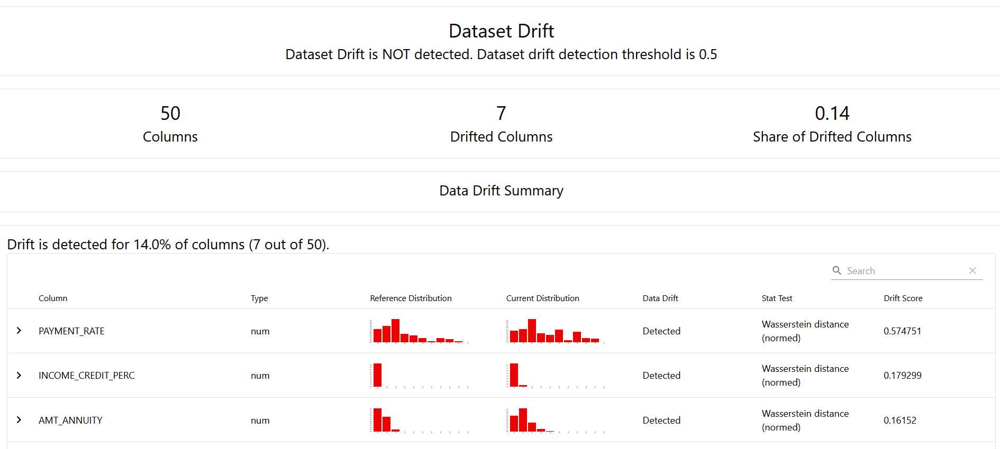 Dataset Drift
Dataset Drift is NOT detected. Dataset drift detection threshold is 0.5
50
Columns
7
Drifted Columns
0.14
Share of Drifted Columns
Data Drift Summary
Drift is detected for 14.0% of columns (7 out of 50).
Search
Column Type Reference Distribution Current Distribution Data Drift Stat Test Drift Score
PAYMENT_RATE num Detected Wasserstein distance
(normed) 0.574751
INCOME_CREDIT_PERC num Detected Wasserstein distance
(normed) 0.179299
AMT_ANNUITY num Detected Wasserstein distance
(normed) 0.16152